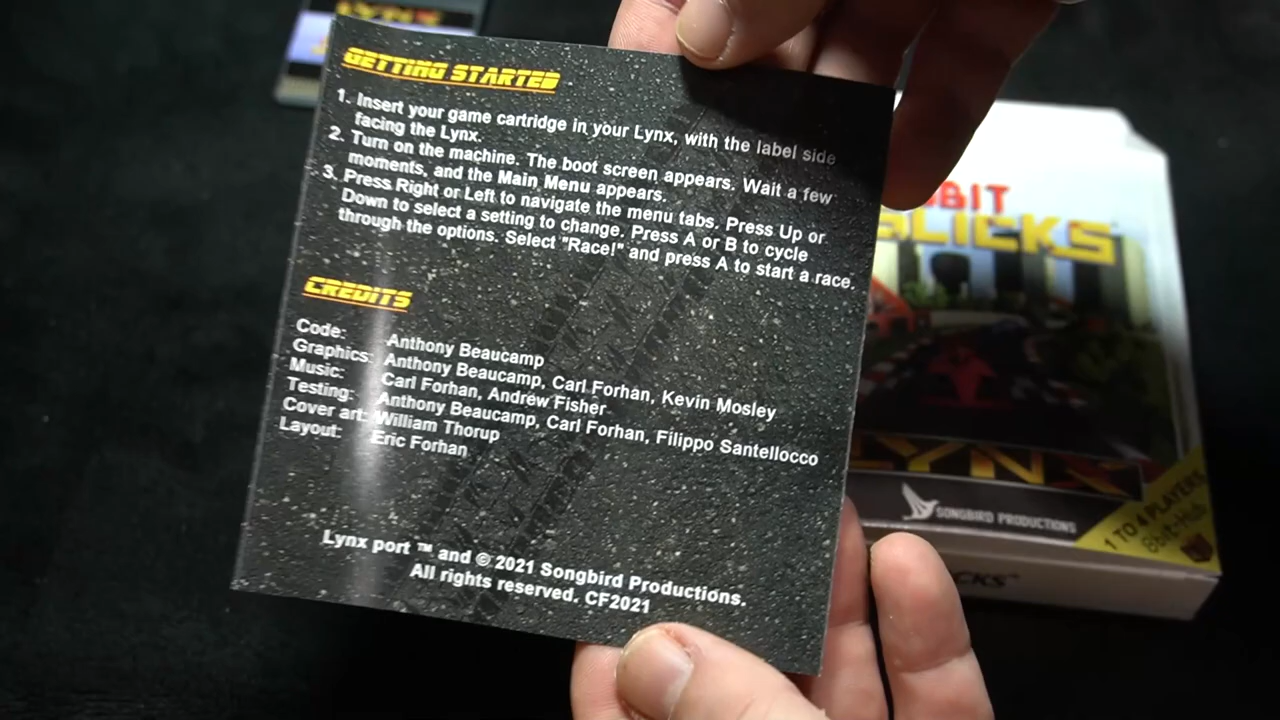 LYNX
GETTING STARTED
1. Insert your game cartridge in your Lynx, with the label side
facing the Lynx.
2. Turn on the machine. The boot screen appears. Wait a few
moments, and the Main Menu appears.
3. Press Right or Left to navigate the menu tabs. Press Up or
Down to select a setting to change. Press A or B to cycle
through the options. Select "Race!" and press A to start a race.
CREDITS
Code: Anthony Beaucamp
Graphics: Anthony Beaucamp, Carl Forhan, Kevin Mosley
Music: Carl Forhan, Andrew Fisher
Testing: Anthony Beaucamp, Carl Forhan, Filippo Santellocco
Cover art: William Thorup
Layout: Eric Forhan
Lynx port ™ and © 2021 Songbird Productions.
All rights reserved. CF2021
LYNX
SONGBIRD PRODUCTIONS
1 TO 4 PLAYERS
8bit-Hub